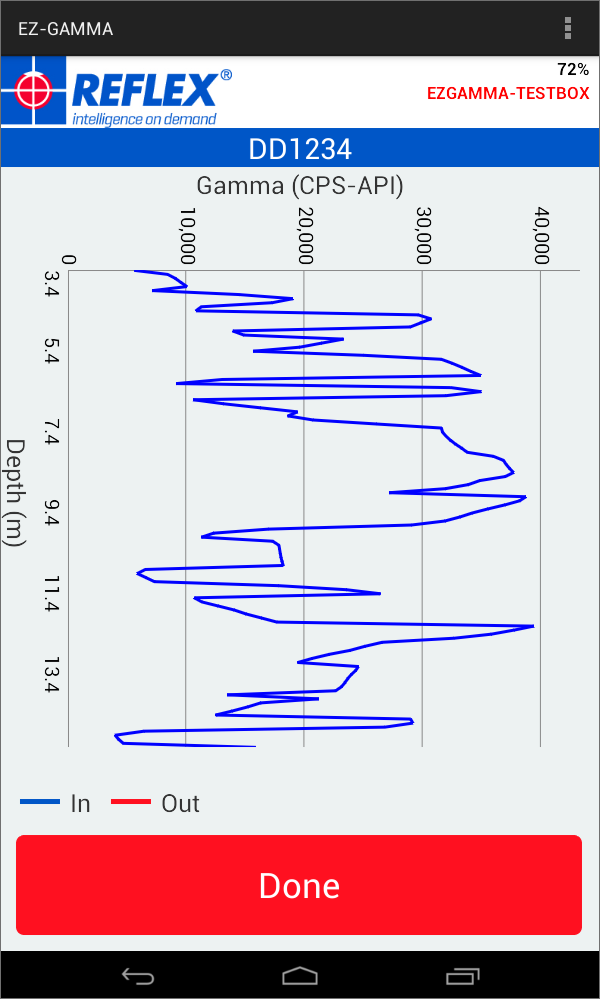 EZ-GAMMA
72%
REFLEX®
EZGAMMA-TESTBOX
intelligence on demand
DD1234
Gamma (CPS-API)
0
10,000
20,000
30,000
40,000
3.4
5.4
7.4
9.4
11.4
13.4
Depth (m)
In
Out
Done